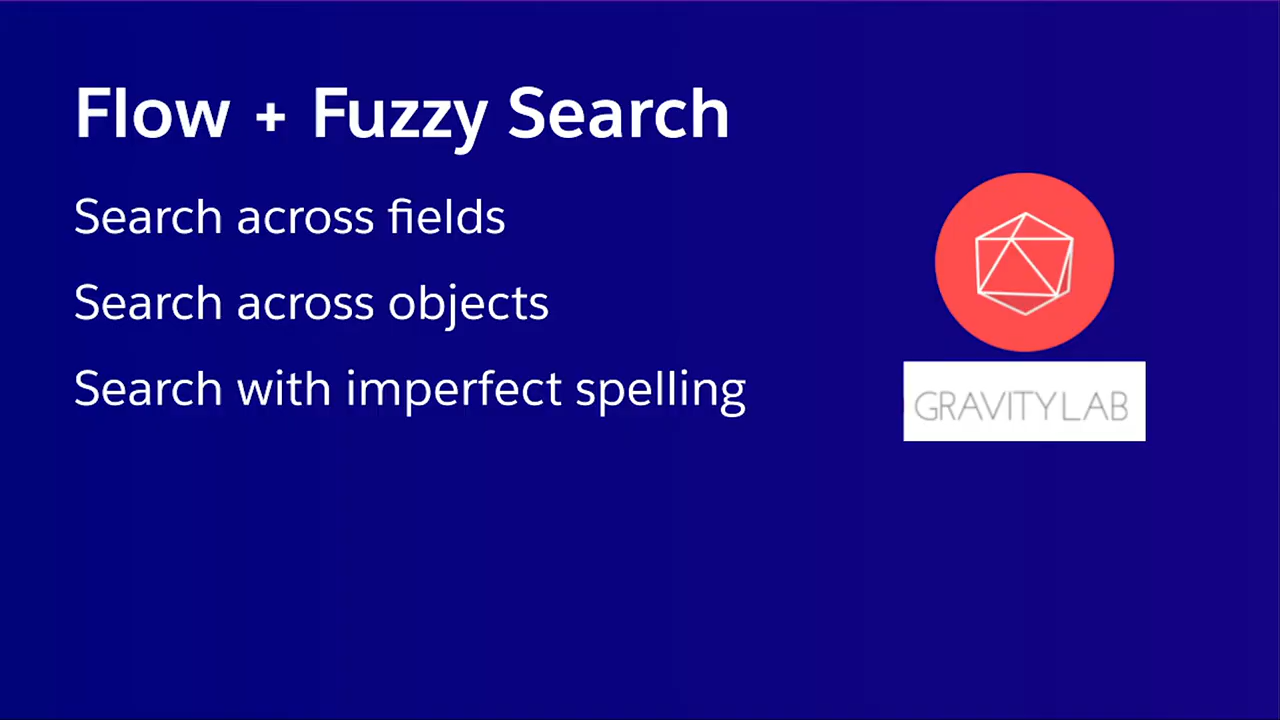 Flow + Fuzzy Search
Search across fields
Search across objects
Search with imperfect spelling
GRAVITYLAB